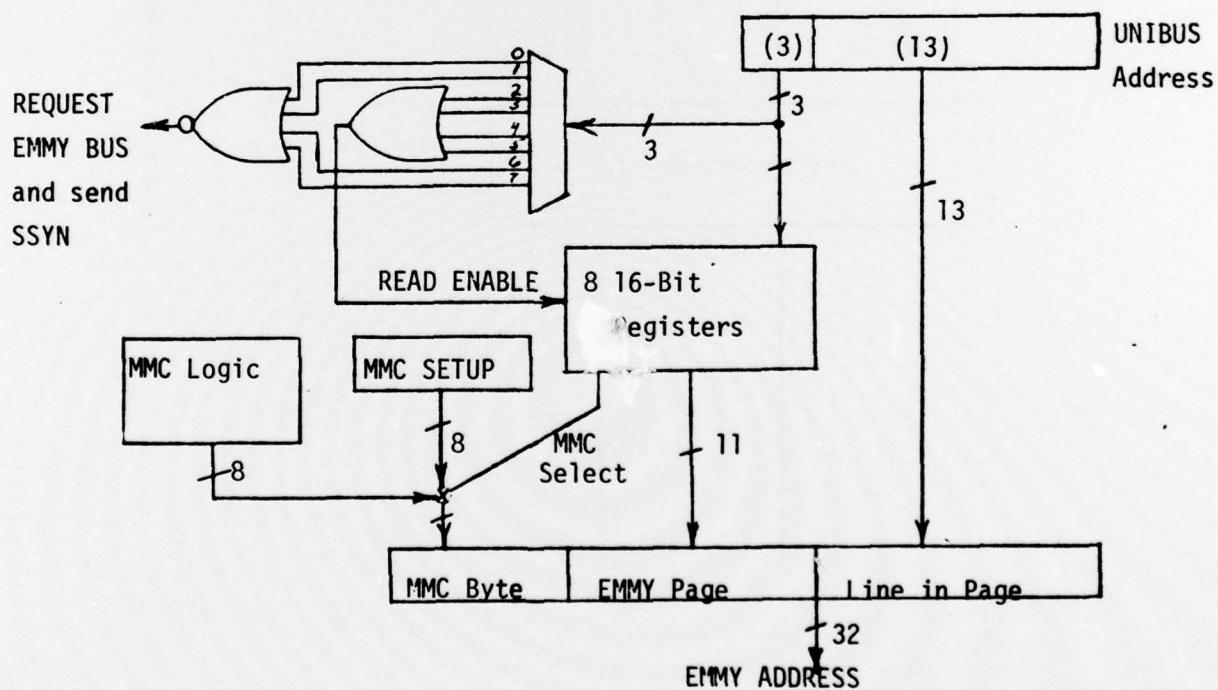 (3) (13)
UNIBUS
Address
0
1
2
3
4
5
6
7
3
3
13
REQUEST
EMMY BUS
and send
SSYN
READ ENABLE
8 16-Bit
egisters
MMC Logic
MMC SETUP
8
8
MMC
Select
11
MMC Byte EMMY Page Line in Page
32
EMMY ADDRESS